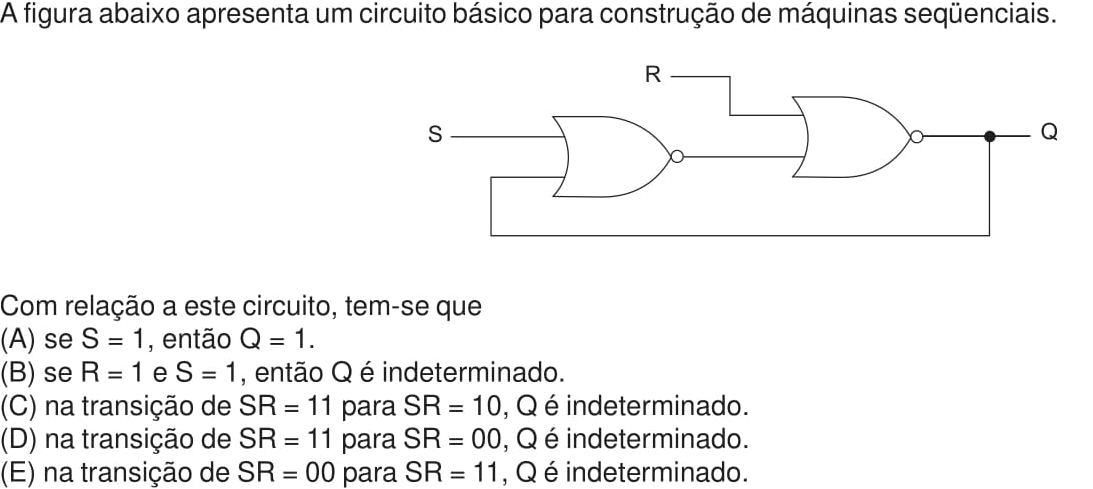 A figura abaixo apresenta um circuito básico para construção de máquinas seqüenciais.
R
S
Q
Com relação a este circuito, tem-se que
(A) se S = 1, então Q = 1.
(B) se R = 1 e S = 1, então Q é indeterminado.
(C) na transição de SR = 11 para SR = 10, Q é indeterminado.
(D) na transição de SR = 11 para SR = 00, Q é indeterminado.
(E) na transição de SR = 00 para SR = 11, Q é indeterminado.